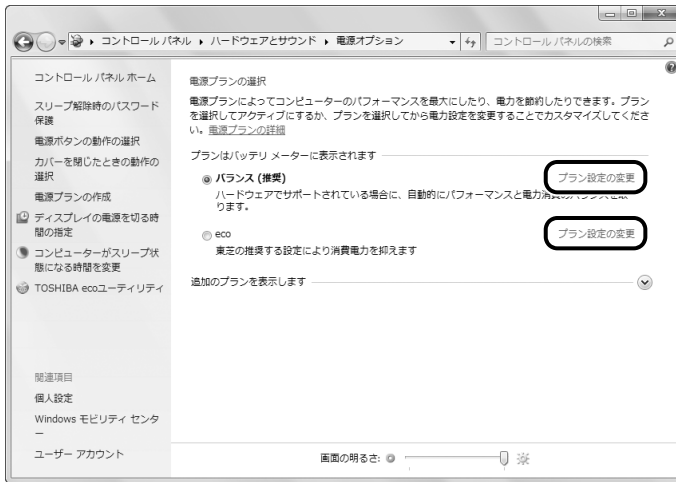 コントロール パネル ▸ ハードウェアとサウンド ▸ 電源オプション
コントロール パネルの検索
コントロール パネル ホーム
スリープ解除時のパスワード
保護
電源ボタンの動作の選択
カバーを閉じたときの動作の
選択
電源プランの作成
ディスプレイの電源を切る時
間の指定
コンピューターがスリープ状
態になる時間を変更
TOSHIBA ecoユーティリティ
関連項目
個人設定
Windows モビリティ センタ
ー
ユーザー アカウント
電源プランの選択
電源プランによってコンピューターのパフォーマンスを最大にしたり、電力を節約したりできます。プラン
を選択してアクティブにするか、プランを選択してから電力設定を変更することでカスタマイズしてくださ
い。電源プランの詳細
プランはバッテリ メーターに表示されます
バランス (推奨)
プラン設定の変更
ハードウェアでサポートされている場合に、自動的にパフォーマンスと電力消費のバランスを取
ります。
eco
プラン設定の変更
東芝の推奨する設定により消費電力を抑えます
追加のプランを表示します
画面の明るさ: